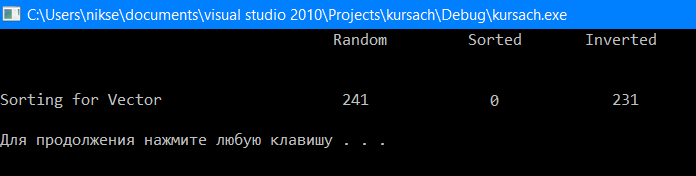 C:\Users\nikse\documents\visual studio 2010\Projects\kursach\Debug\kursach.exe
Random Sorted Inverted
Sorting for Vector 241 0 231
Для продолжения нажмите любую клавишу . . .